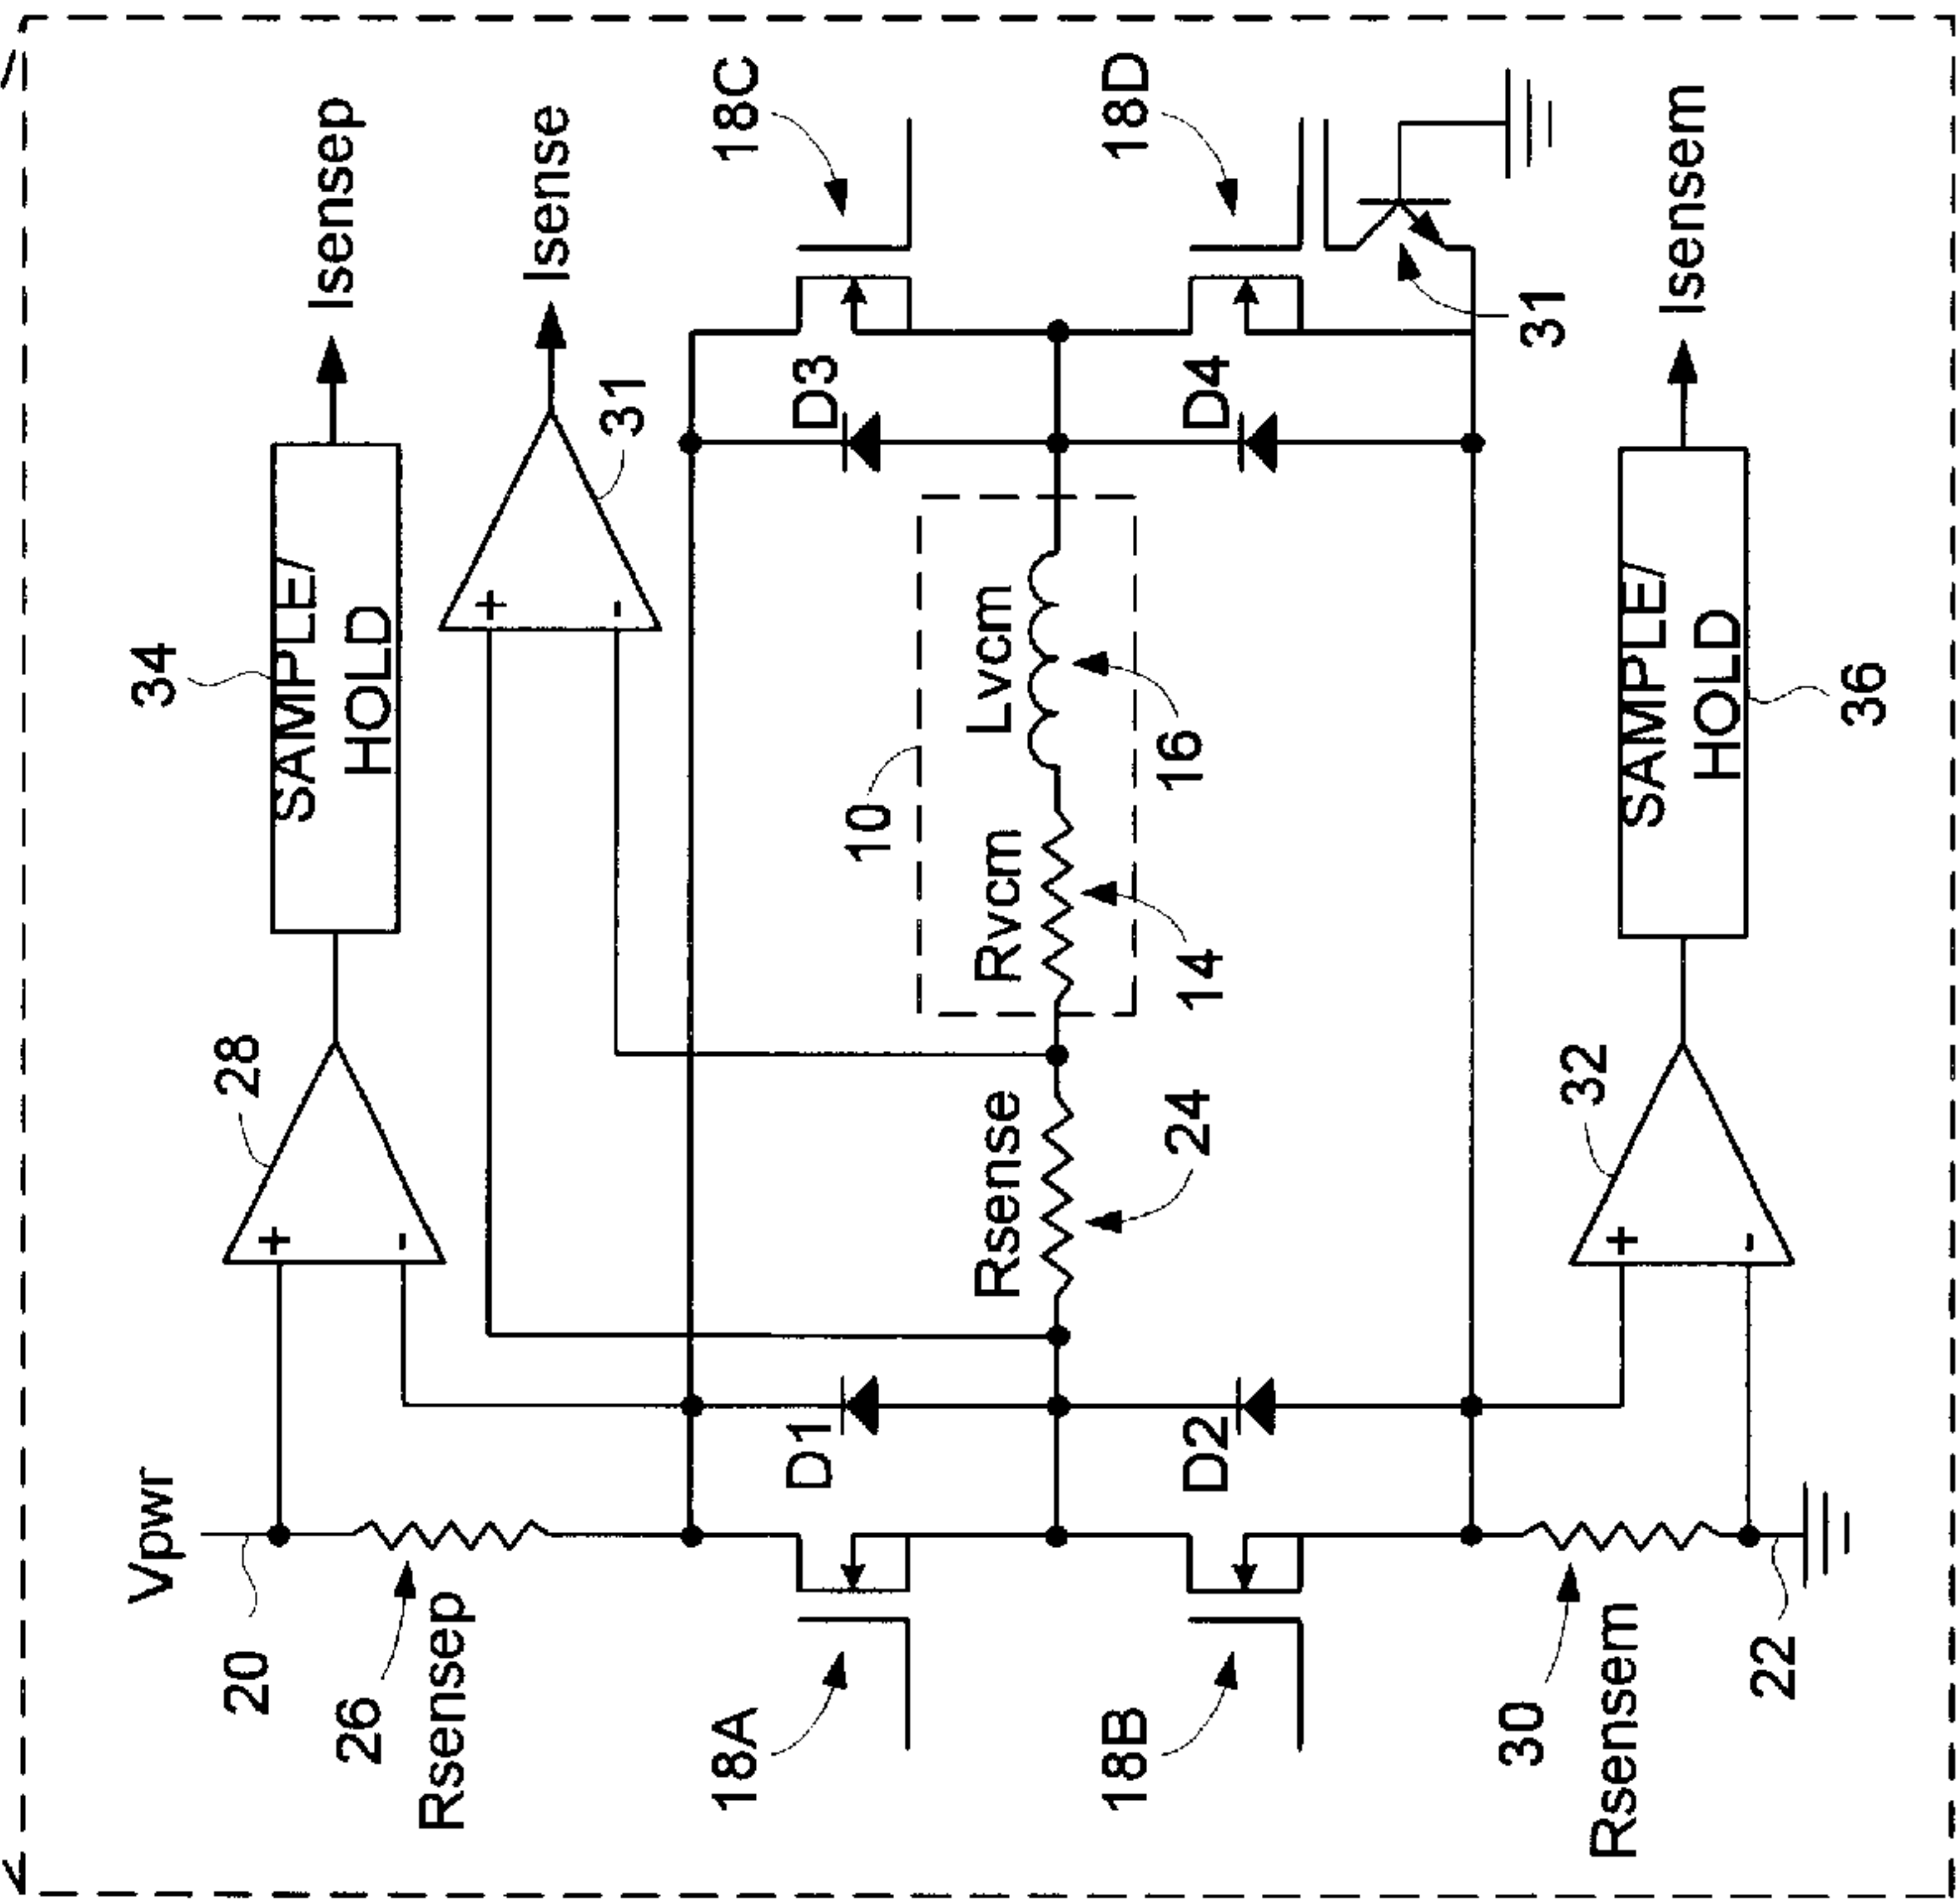 Vpwr
20
26
Rsensep
28
34
SAMPLE/
HOLD
Isensep
31
Isense
18A
D1
D3
18C
10
Rsense
24
Rvcm
14
Lvcm
16
18B
D2
D4
18D
31
30
Rsensem
22
32
SAMPLE/
HOLD
36
Isensem
+
-
+
-
+
-